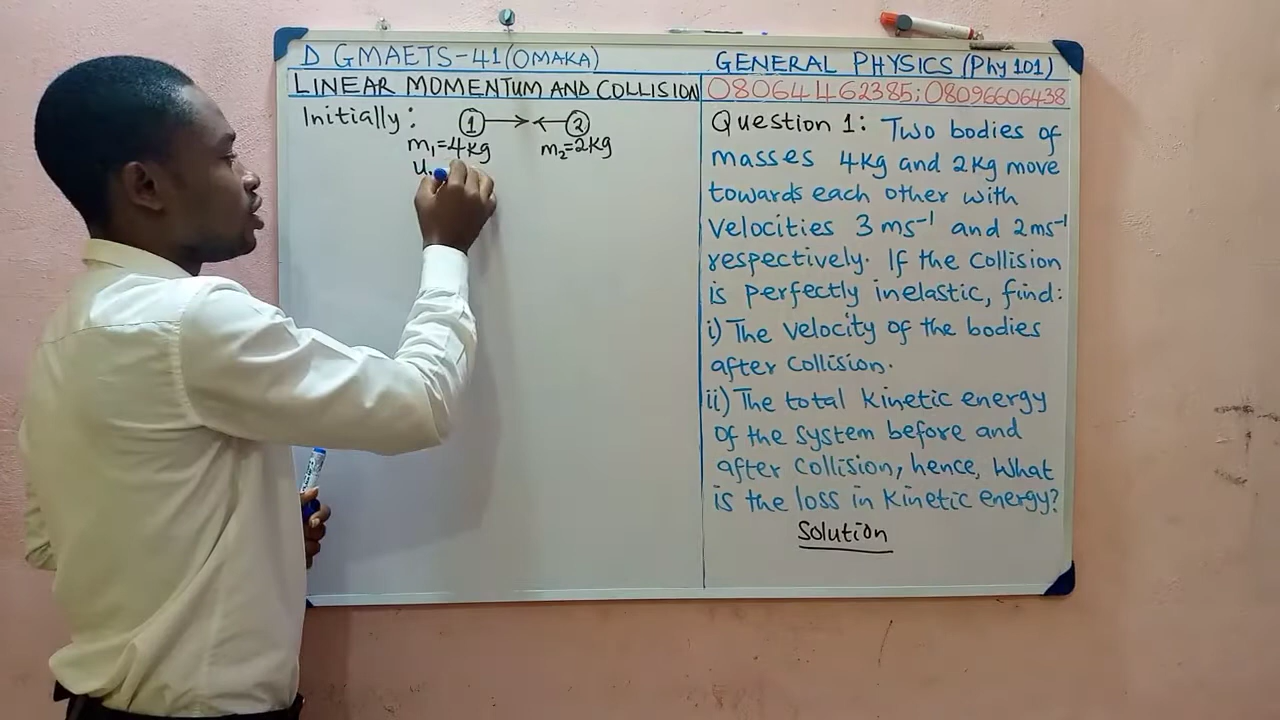 D GMAETS-41(OMAKA)
LINEAR MOMENTUM AND COLLISION
Initially:
1 2
m₁=4kg m₂=2kg
u₁
GENERAL PHYSICS (Phy 101)
08064462385; 08096606438
Question 1: Two bodies of
masses 4kg and 2kg move
towards each other with
velocities 3ms⁻¹ and 2ms⁻¹
respectively. If the collision
is perfectly inelastic, find:
i) The velocity of the bodies
after collision.
ii) The total kinetic energy
of the system before and
after collision, hence, what
is the loss in kinetic energy?
Solution